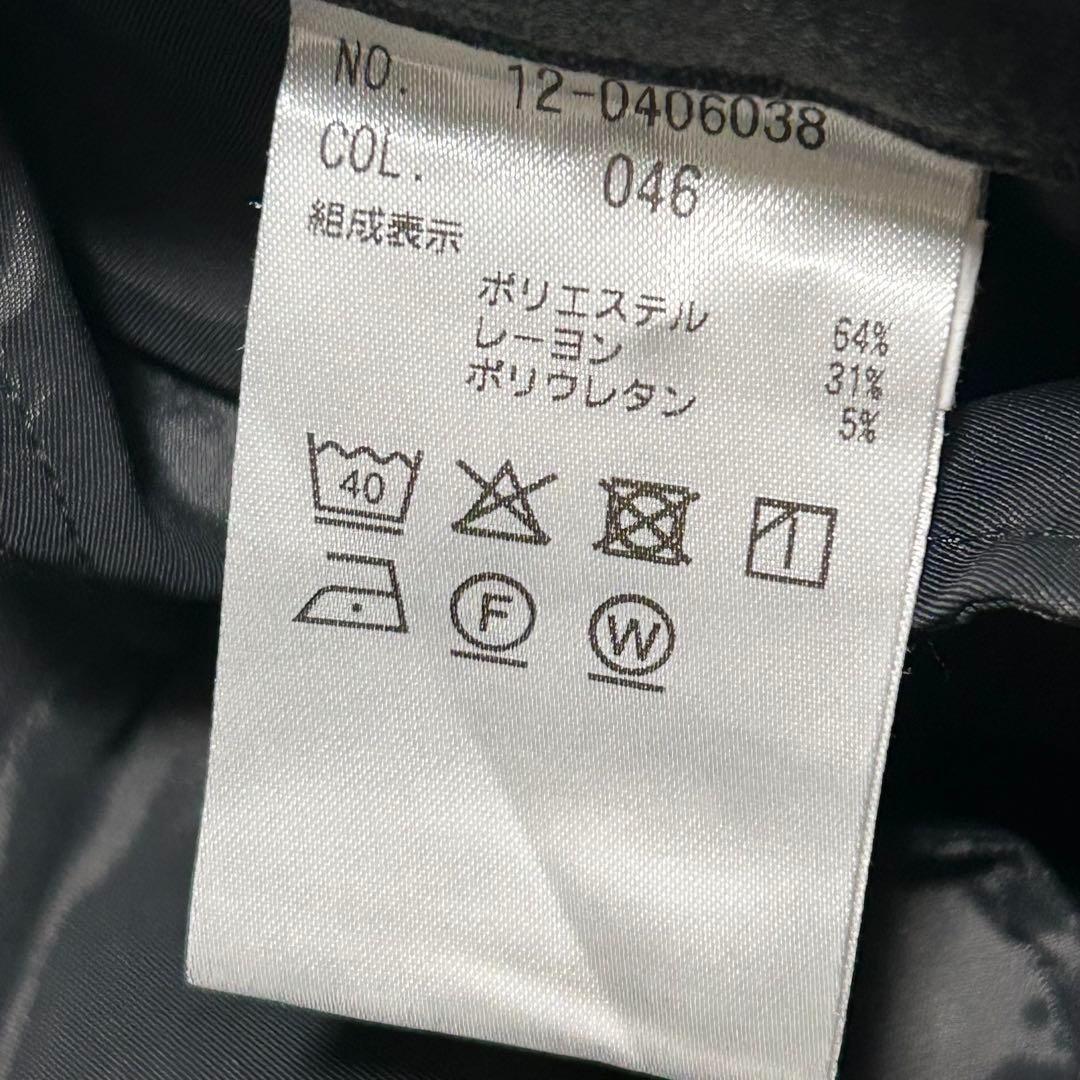 NO. 12-0406038
COL. 046
組成表示
ポリエステル 64%
レーヨン 31%
ポリウレタン 5%
40
F W